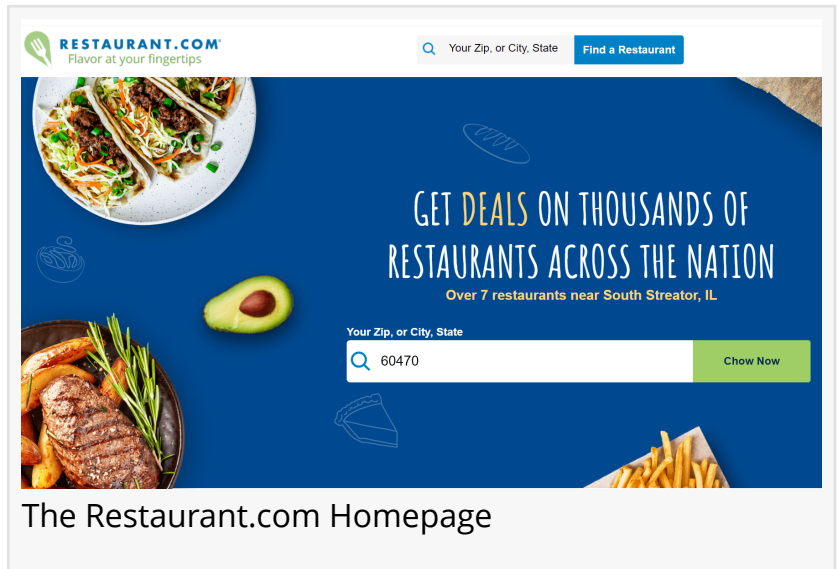 RESTAURANT.COM®
Flavor at your fingertips
Your Zip, or City, State
Find a Restaurant
GET DEALS ON THOUSANDS OF
RESTAURANTS ACROSS THE NATION
Over 7 restaurants near South Streator, IL
Your Zip, or City, State
60470
Chow Now
The Restaurant.com Homepage